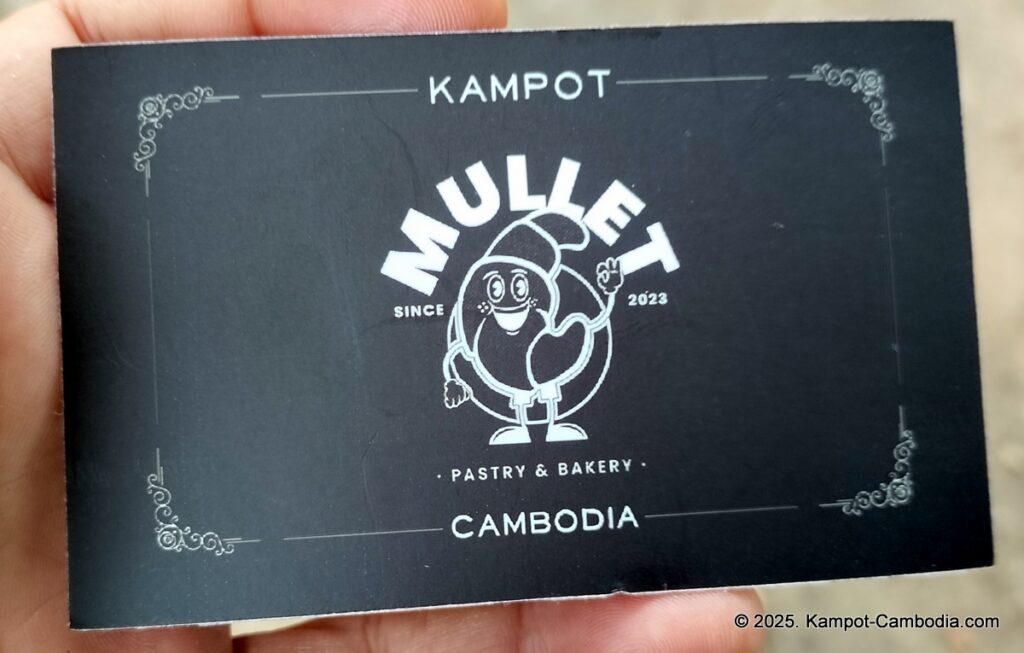 KAMPOT
MULLET
SINCE 2023
· PASTRY & BAKERY ·
CAMBODIA
© 2025. Kampot-Cambodia.com